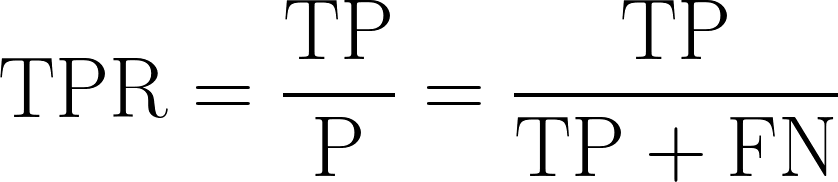 TPR = TP/P = TP/(TP + FN)